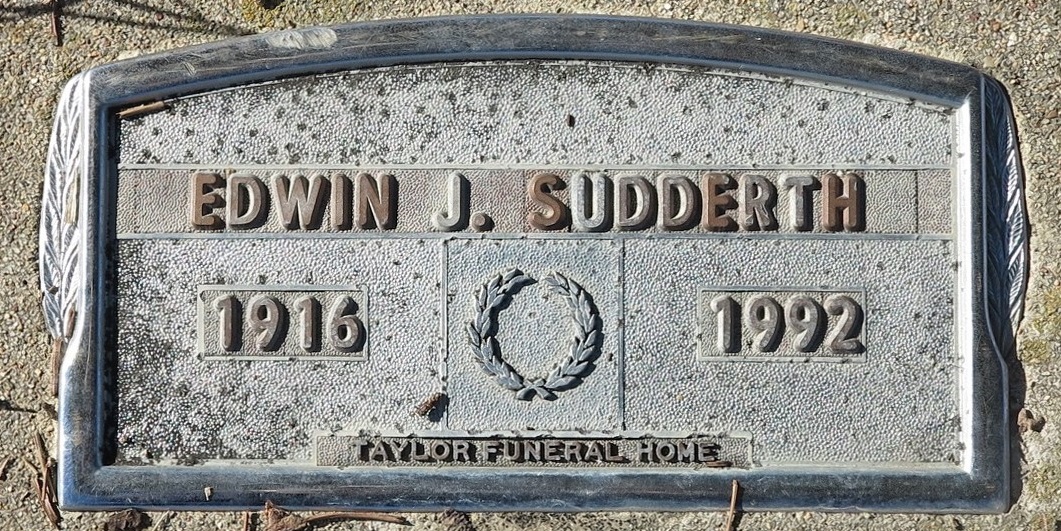 EDWIN J. SUDDERTH
1916 1992
TAYLOR FUNERAL HOME